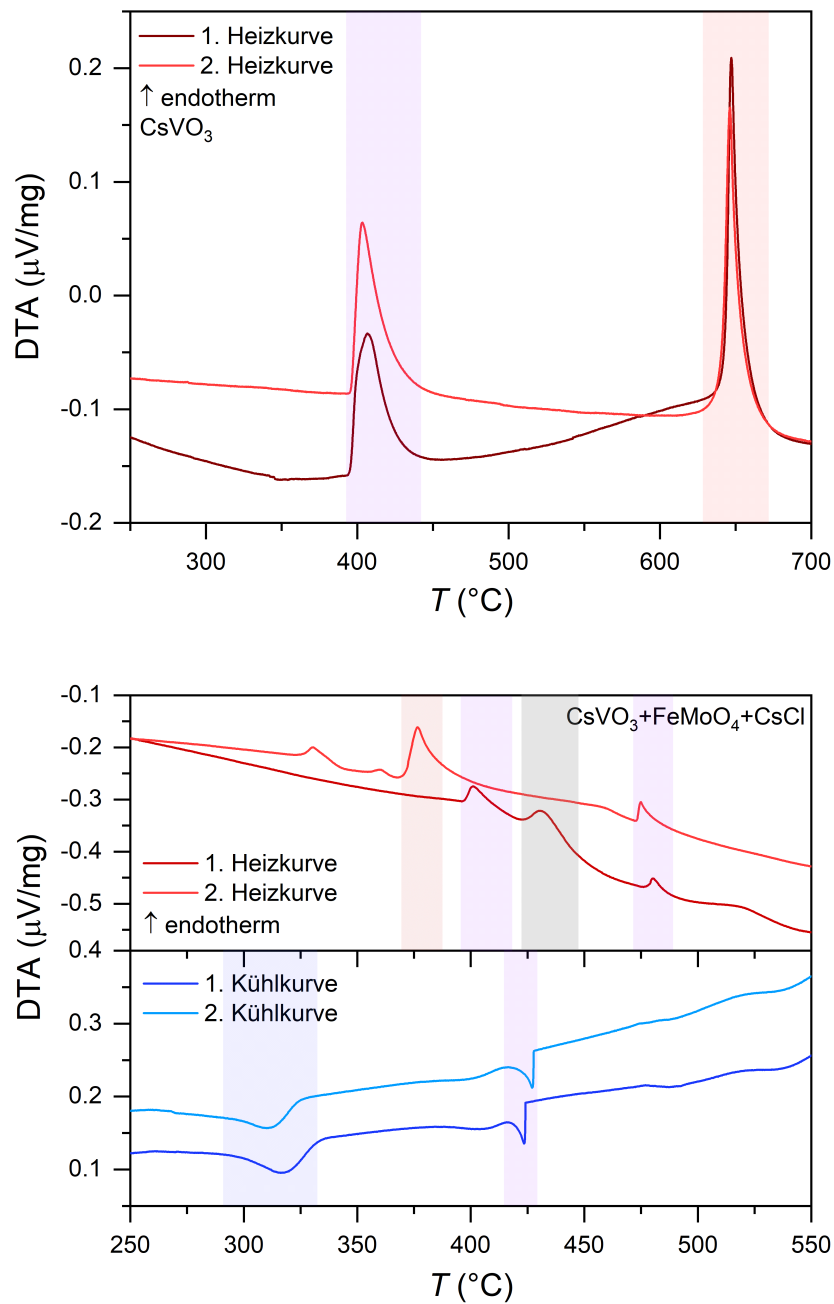 1. Heizkurve
2. Heizkurve
↑ endotherm
CsVO₃
DTA (μV/mg)
0.2
0.1
0.0
-0.1
-0.2
300 400 500 600 700
T (°C)
CsVO₃+FeMoO₄+CsCl
1. Heizkurve
2. Heizkurve
↑ endotherm
-0.1
-0.2
-0.3
-0.4
-0.5
0.4
DTA (μV/mg)
1. Kühlkurve
2. Kühlkurve
0.3
0.2
0.1
250 300 350 400 450 500 550
T (°C)